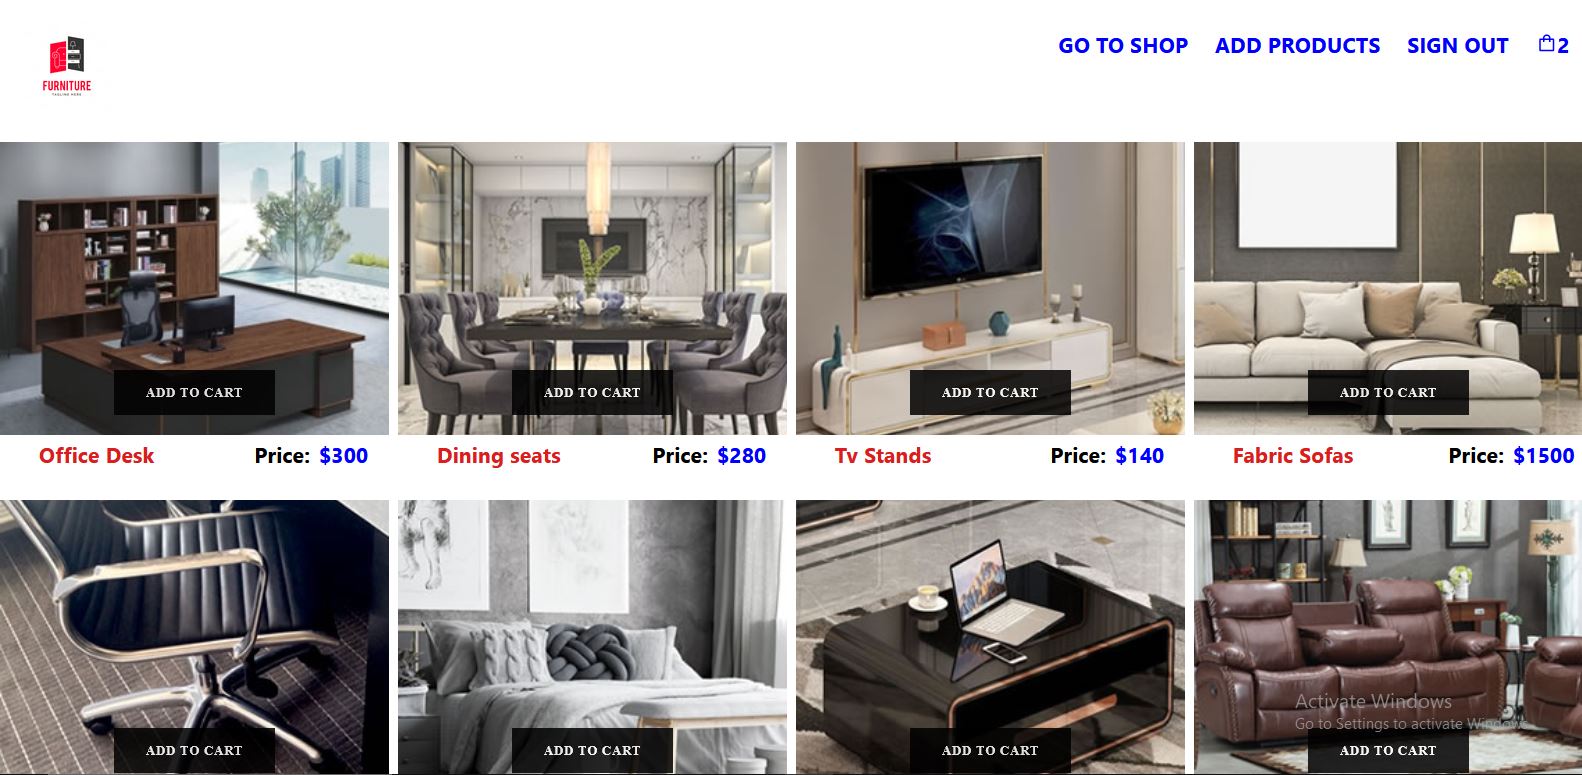 GO TO SHOP ADD PRODUCTS SIGN OUT 2
FURNITURE
TAGLINE HERE
ADD TO CART ADD TO CART ADD TO CART ADD TO CART
Office Desk Price: $300 Dining seats Price: $280 Tv Stands Price: $140 Fabric Sofas Price: $1500
Activate Windows
Go to Settings to activate Windows.
ADD TO CART ADD TO CART ADD TO CART ADD TO CART